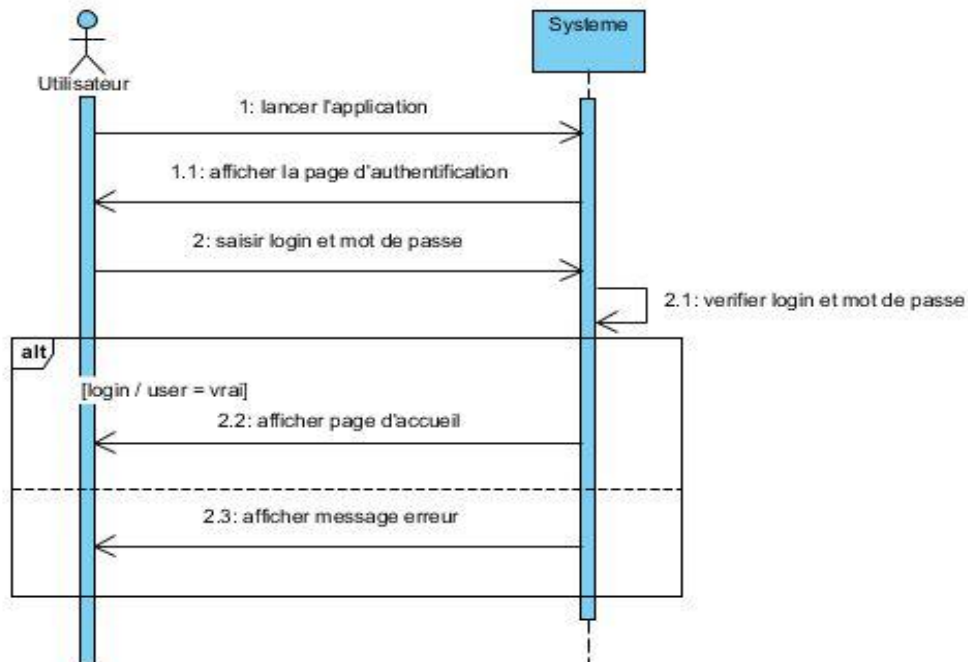 Systeme
Utilisateur
1: lancer l'application
1.1: afficher la page d'authentification
2: saisir login et mot de passe
2.1: verifier login et mot de passe
alt
[login / user = vrai]
2.2: afficher page d'accueil
2.3: afficher message erreur